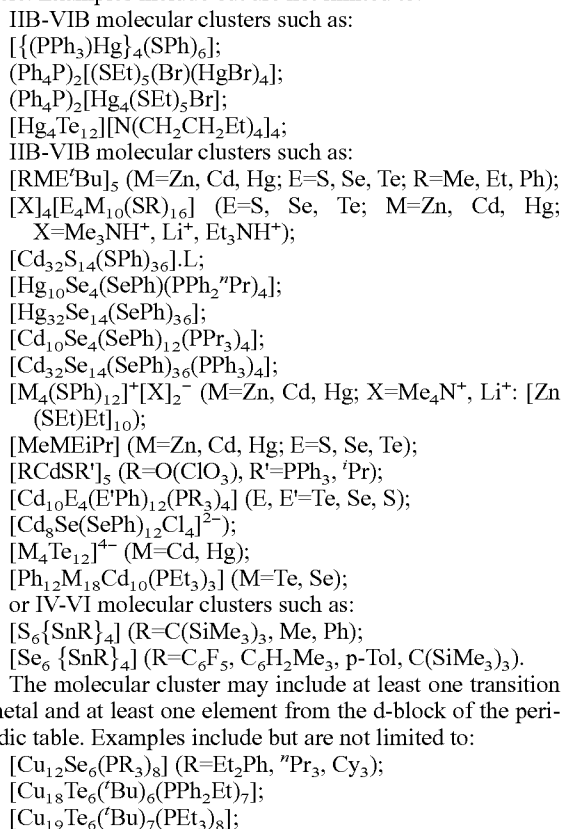 IIB-VIB molecular clusters such as:
[{(PPh₃)Hg}₄(SPh)₆];
(Ph₄P)₂[(SEt)₅(Br)(HgBr)₄];
(Ph₄P)₂[Hg₄(SEt)₅Br];
[Hg₄Te₁₂][N(CH₂CH₂Et)₄]₄;
IIB-VIB molecular clusters such as:
[RMEᵗBu]₅ (M=Zn, Cd, Hg; E=S, Se, Te; R=Me, Et, Ph);
[X]₄[E₄M₁₀(SR)₁₆] (E=S, Se, Te; M=Zn, Cd, Hg;
X=Me₃NH⁺, Li⁺, Et₃NH⁺);
[Cd₃₂S₁₄(SPh)₃₆].L;
[Hg₁₀Se₄(SePh)(PPh₂ⁿPr)₄];
[Hg₃₂Se₁₄(SePh)₃₆];
[Cd₁₀Se₄(SePh)₁₂(PPr₃)₄];
[Cd₃₂Se₁₄(SePh)₃₆(PPh₃)₄];
[M₄(SPh)₁₂]⁺[X]₂⁻ (M=Zn, Cd, Hg; X=Me₄N⁺, Li⁺: [Zn
(SEt)Et]₁₀);
[MeMEiPr] (M=Zn, Cd, Hg; E=S, Se, Te);
[RCdSR']₅ (R=O(ClO₃), R'=PPh₃, ⁱPr);
[Cd₁₀E₄(E'Ph)₁₂(PR₃)₄] (E, E'=Te, Se, S);
[Cd₈Se(SePh)₁₂Cl₄]²⁻);
[M₄Te₁₂]⁴⁻ (M=Cd, Hg);
[Ph₁₂M₁₈Cd₁₀(PEt₃)₃] (M=Te, Se);
or IV-VI molecular clusters such as:
[S₆{SnR}₄] (R=C(SiMe₃)₃, Me, Ph);
[Se₆ {SnR}₄] (R=C₆F₅, C₆H₂Me₃, p-Tol, C(SiMe₃)₃).
The molecular cluster may include at least one transition
metal and at least one element from the d-block of the peri-
dic table. Examples include but are not limited to:
[Cu₁₂Se₆(PR₃)₈] (R=Et₂Ph, ⁿPr₃, Cy₃);
[Cu₁₈Te₆(ᵗBu)₆(PPh₂Et)₇];
[Cu₁₉Te₆(ᵗBu)₇(PEt₃)₈];